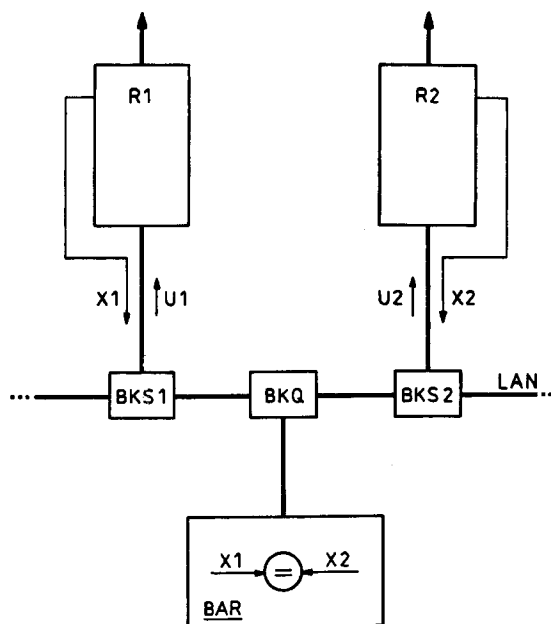 R1 R2
X1 U1 U2 X2
BKS1 BKQ BKS2 LAN
X1 = X2
BAR